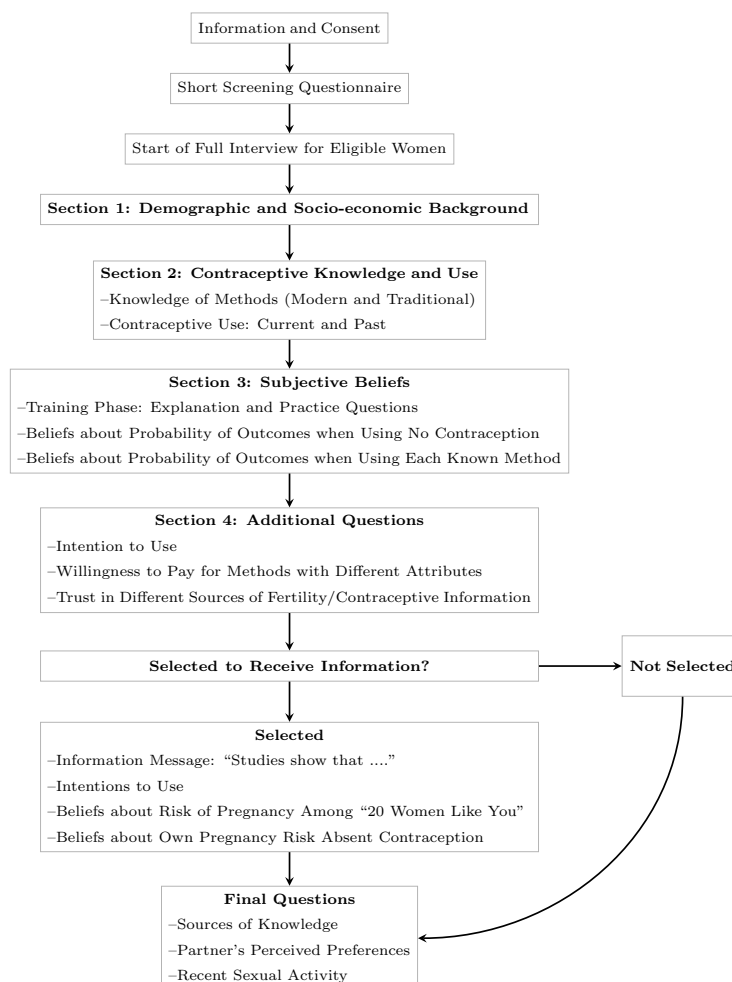 Information and Consent
Short Screening Questionnaire
Start of Full Interview for Eligible Women
Section 1: Demographic and Socio-economic Background
Section 2: Contraceptive Knowledge and Use
–Knowledge of Methods (Modern and Traditional)
–Contraceptive Use: Current and Past
Section 3: Subjective Beliefs
–Training Phase: Explanation and Practice Questions
–Beliefs about Probability of Outcomes when Using No Contraception
–Beliefs about Probability of Outcomes when Using Each Known Method
Section 4: Additional Questions
–Intention to Use
–Willingness to Pay for Methods with Different Attributes
–Trust in Different Sources of Fertility/Contraceptive Information
Selected to Receive Information?
Not Selected
Selected
–Information Message: “Studies show that ....”
–Intentions to Use
–Beliefs about Risk of Pregnancy Among “20 Women Like You”
–Beliefs about Own Pregnancy Risk Absent Contraception
Final Questions
–Sources of Knowledge
–Partner’s Perceived Preferences
–Recent Sexual Activity